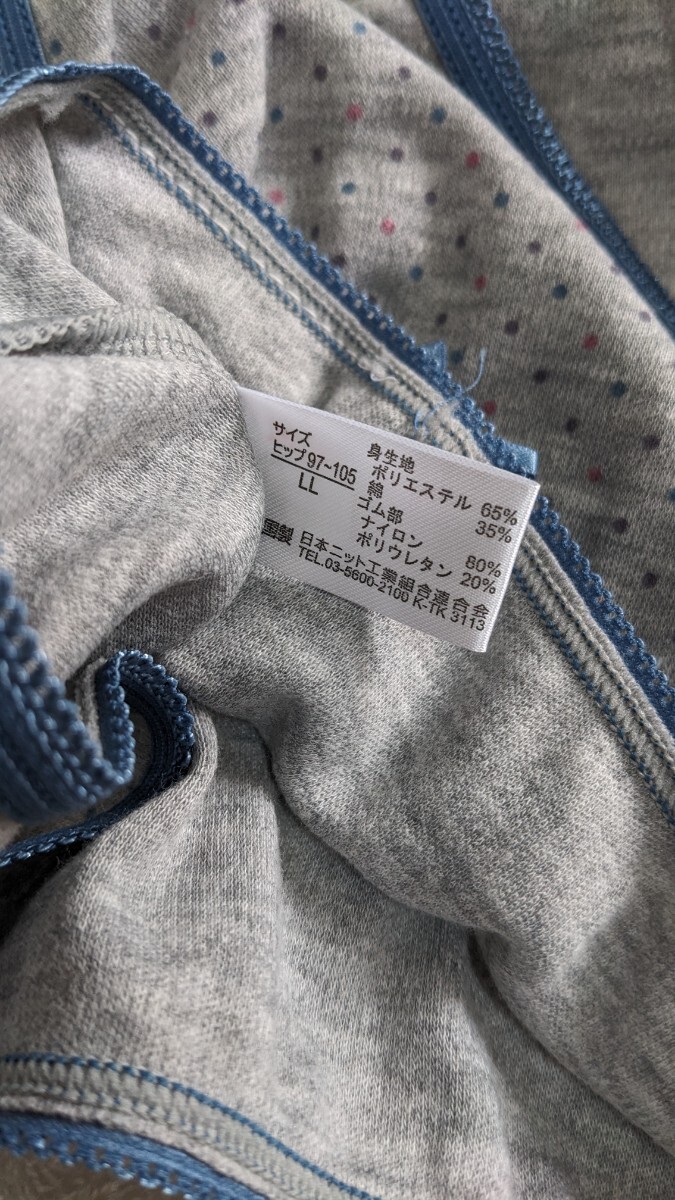 サイズ
ヒップ97~105
LL
身生地
ポリエステル 65%
綿 35%
ゴム部
ナイロン 80%
ポリウレタン 20%
国製 日本ニット工業組合連合会
TEL.03-5600-2100 K-TK 3113